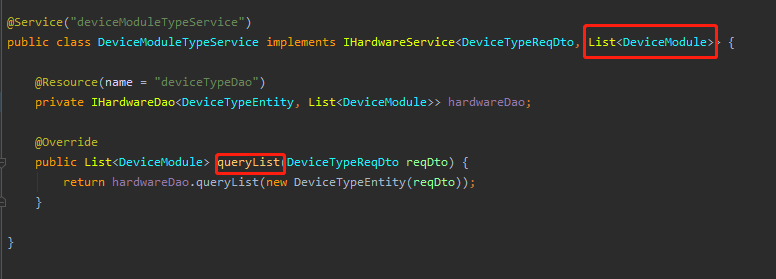 @Service("deviceModuleTypeService")
public class DeviceModuleTypeService implements IHardwareService<DeviceTypeReqDto, List<DeviceModule>> {
@Resource(name = "deviceTypeDao")
private IHardwareDao<DeviceTypeEntity, List<DeviceModule>> hardwareDao;
@Override
public List<DeviceModule> queryList(DeviceTypeReqDto reqDto) {
return hardwareDao.queryList(new DeviceTypeEntity(reqDto));
}
}